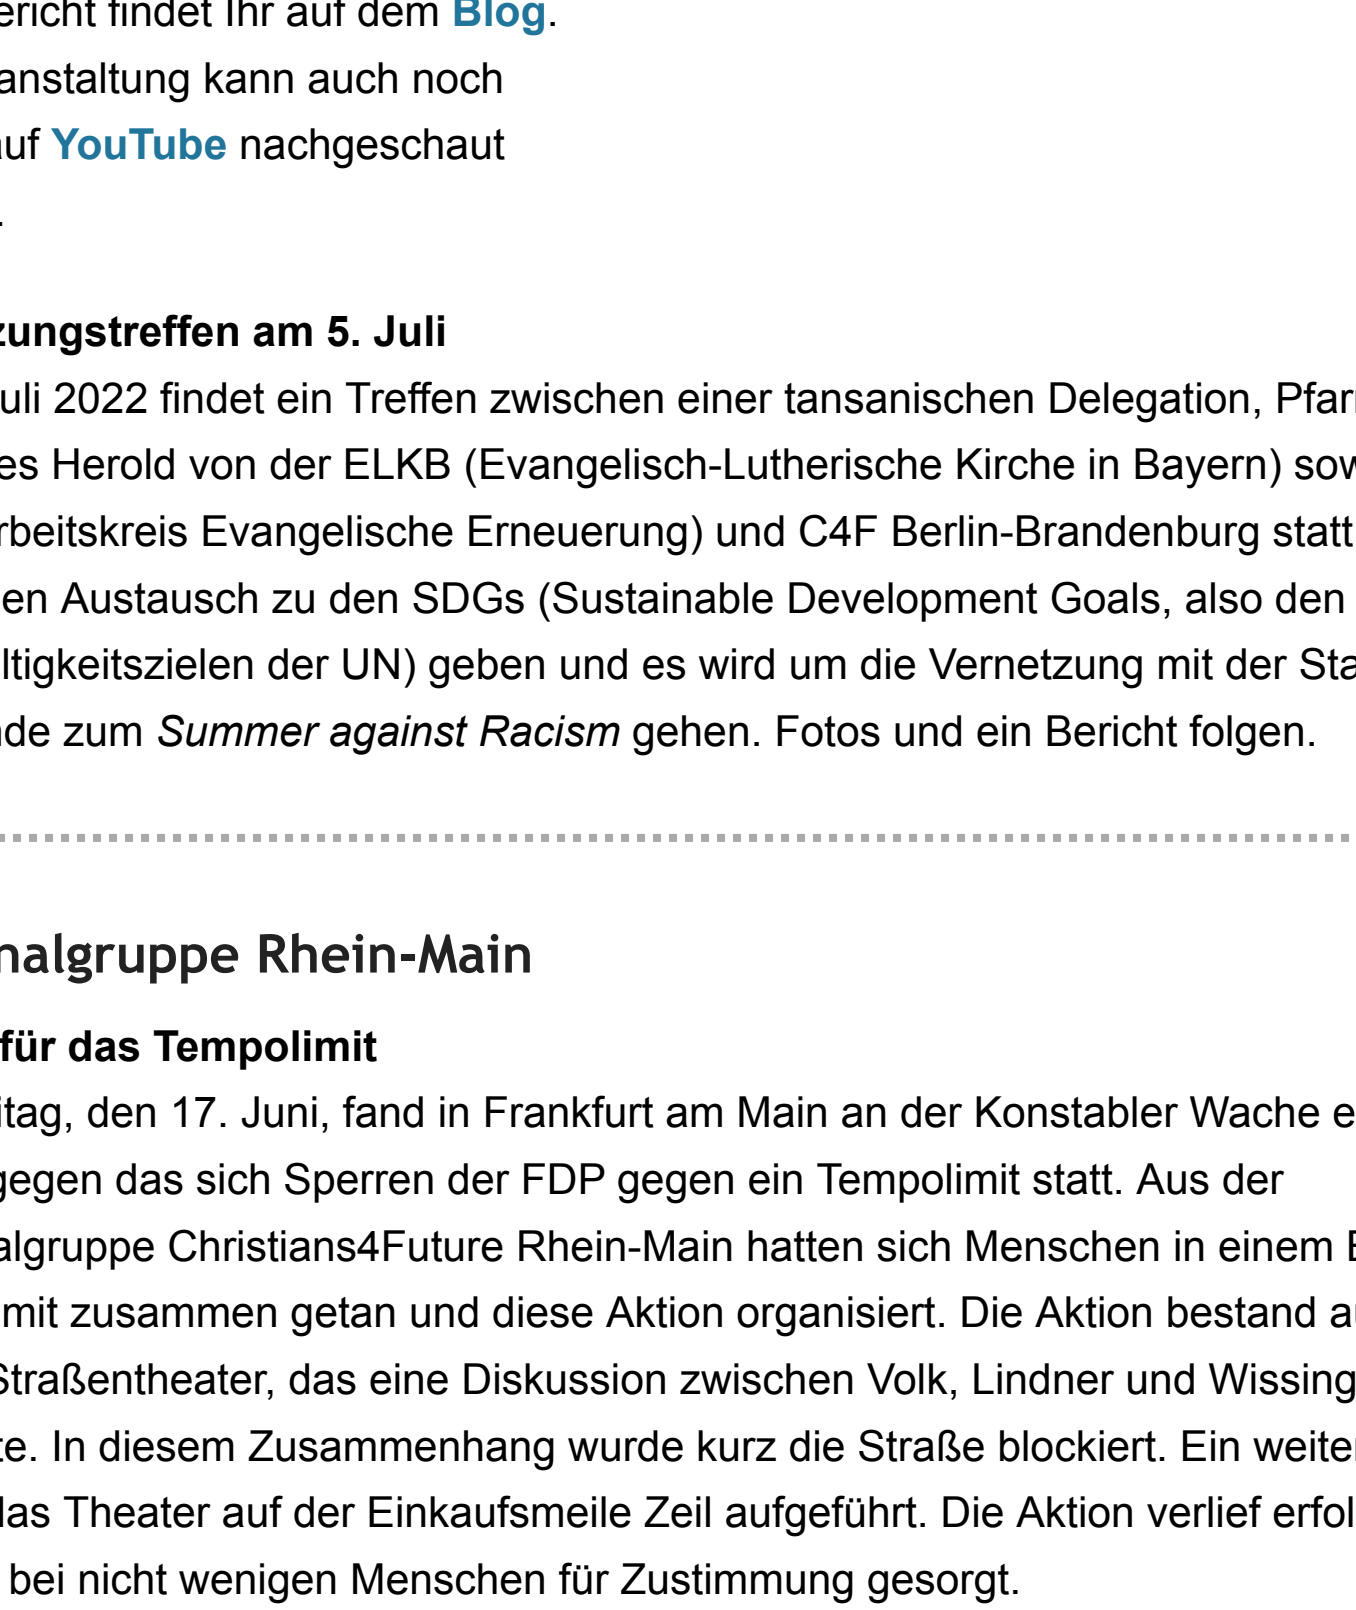 ericht findet Ihr auf dem Blog.
anstaltung kann auch noch
auf YouTube nachgeschaut
.
zungstreffen am 5. Juli
uli 2022 findet ein Treffen zwischen einer tansanischen Delegation, Pfar
es Herold von der ELKB (Evangelisch-Lutherische Kirche in Bayern) sow
rbeitskreis Evangelische Erneuerung) und C4F Berlin-Brandenburg statt
en Austausch zu den SDGs (Sustainable Development Goals, also den
ltigkeitszielen der UN) geben und es wird um die Vernetzung mit der Sta
nde zum Summer against Racism gehen. Fotos und ein Bericht folgen.
nalgruppe Rhein-Main
für das Tempolimit
itag, den 17. Juni, fand in Frankfurt am Main an der Konstabler Wache e
gegen das sich Sperren der FDP gegen ein Tempolimit statt. Aus der
algruppe Christians4Future Rhein-Main hatten sich Menschen in einem B
mit zusammen getan und diese Aktion organisiert. Die Aktion bestand au
Straßentheater, das eine Diskussion zwischen Volk, Lindner und Wissing
te. In diesem Zusammenhang wurde kurz die Straße blockiert. Ein weiter
das Theater auf der Einkaufsmeile Zeil aufgeführt. Die Aktion verlief erfol
bei nicht wenigen Menschen für Zustimmung gesorgt.